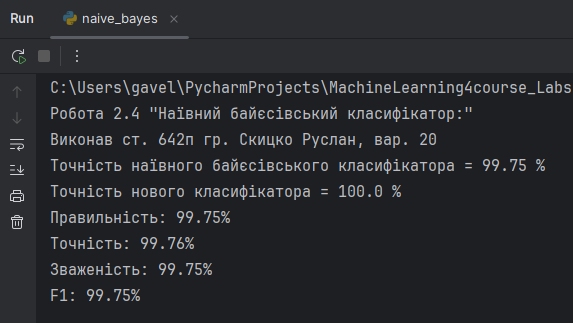 Run naive_bayes
C:\Users\gavel\PycharmProjects\MachineLearning4course_Labs
Робота 2.4 "Наївний байєсівський класифікатор:"
Виконав ст. 642п гр. Скицко Руслан, вар. 20
Точність наївного байєсівського класифікатора = 99.75 %
Точність нового класифікатора = 100.0 %
Правильність: 99.75%
Точність: 99.76%
Зваженість: 99.75%
F1: 99.75%